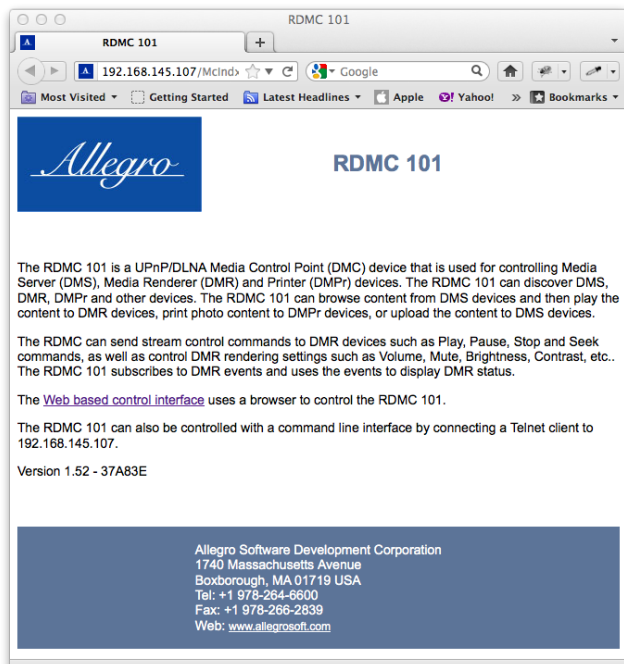 RDMC 101
RDMC 101
192.168.145.107/McInd
Google
Most Visited
Getting Started
Latest Headlines
Apple
Yahoo!
»
Bookmarks
Allegro
RDMC 101
The RDMC 101 is a UPnP/DLNA Media Control Point (DMC) device that is used for controlling Media
Server (DMS), Media Renderer (DMR) and Printer (DMPr) devices. The RDMC 101 can discover DMS,
DMR, DMPr and other devices. The RDMC 101 can browse content from DMS devices and then play the
content to DMR devices, print photo content to DMPr devices, or upload the content to DMS devices.
The RDMC can send stream control commands to DMR devices such as Play, Pause, Stop and Seek
commands, as well as control DMR rendering settings such as Volume, Mute, Brightness, Contrast, etc..
The RDMC 101 subscribes to DMR events and uses the events to display DMR status.
The Web based control interface uses a browser to control the RDMC 101.
The RDMC 101 can also be controlled with a command line interface by connecting a Telnet client to
192.168.145.107.
Version 1.52 - 37A83E
Allegro Software Development Corporation
1740 Massachusetts Avenue
Boxborough, MA 01719 USA
Tel: +1 978-264-6600
Fax: +1 978-266-2839
Web: www.allegrosoft.com